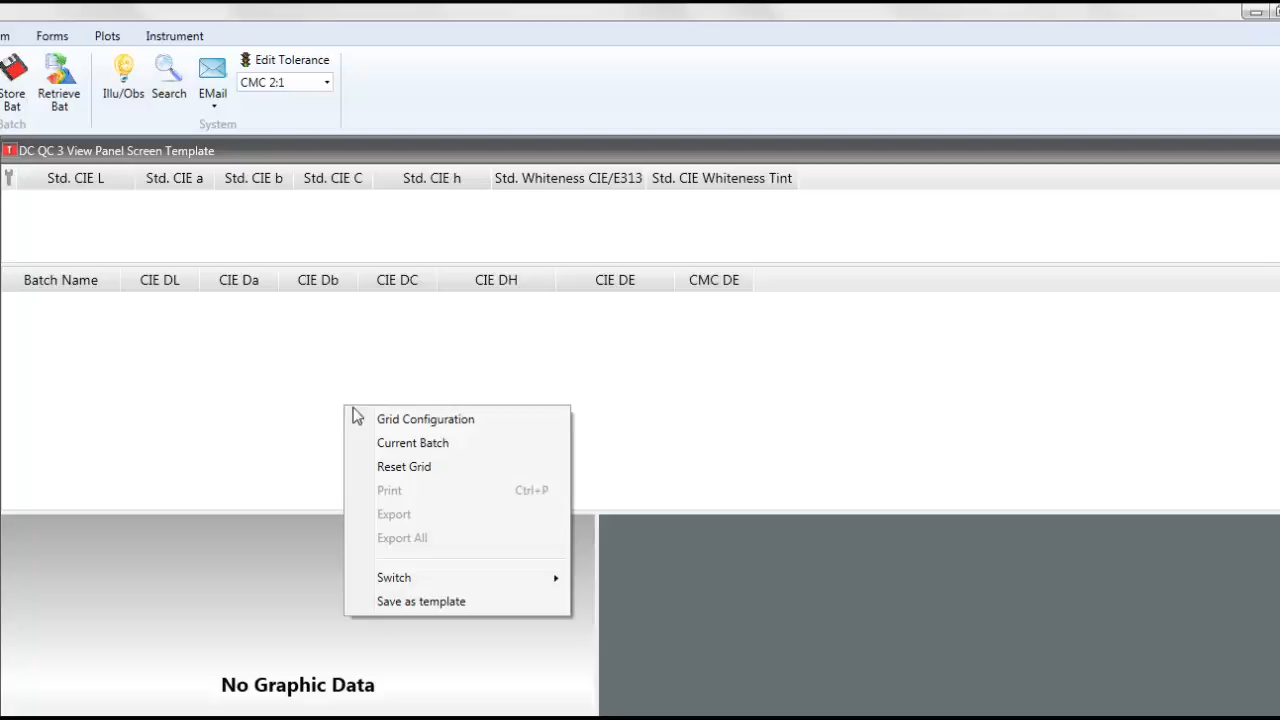 m Forms Plots Instrument
Edit Tolerance
CMC 2:1
Store Bat Retrieve Bat Illu/Obs Search EMail
Batch System
T DC QC 3 View Panel Screen Template
Std. CIE L Std. CIE a Std. CIE b Std. CIE C Std. CIE h Std. Whiteness CIE/E313 Std. CIE Whiteness Tint
Batch Name CIE DL CIE Da CIE Db CIE DC CIE DH CIE DE CMC DE
Grid Configuration
Current Batch
Reset Grid
Print Ctrl+P
Export
Export All
Switch
Save as template
No Graphic Data